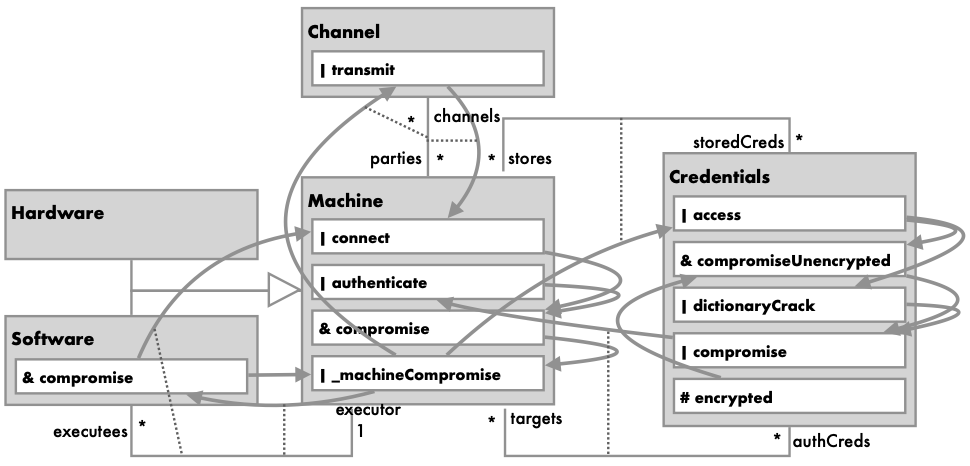 Channel
| transmit
* channels
parties * * stores
storedCreds *
Hardware
Machine
| connect
| authenticate
& compromise
| _machineCompromise
Credentials
| access
& compromiseUnencrypted
| dictionaryCrack
| compromise
# encrypted
Software
& compromise
executees *
executor
1
* targets
* authCreds